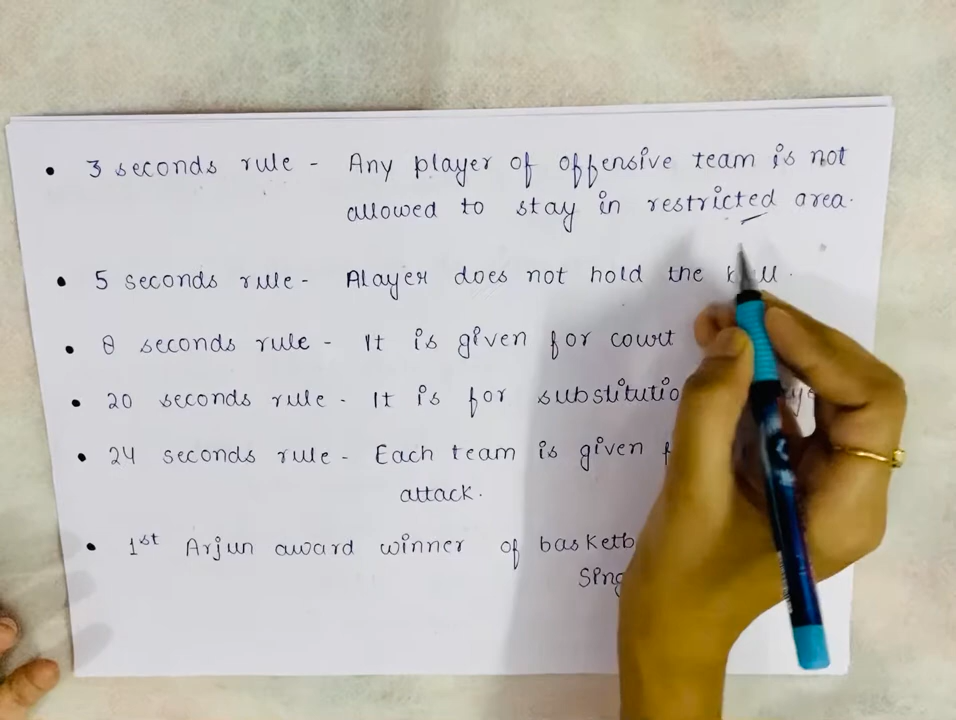 3 seconds rule - Any player of offensive team is not
allowed to stay in restricted area.
5 seconds rule - Alayer does not hold the
8 seconds rule - It is given for court
20 seconds rule - It is for
24 seconds rule - Each team is given
attack.
1st Arjun award winner of